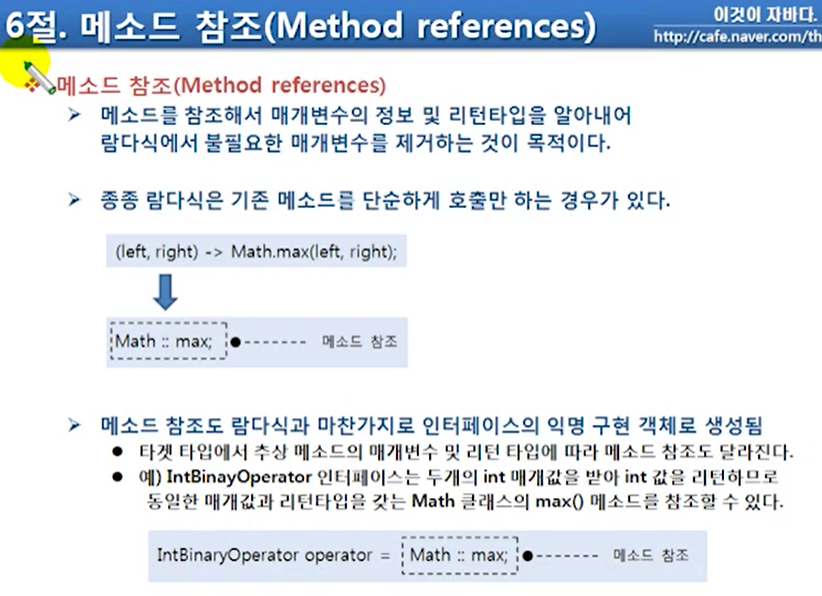 6절. 메소드 참조(Method references)
이것이 자바다.
http://cafe.naver.com/th
메소드 참조(Method references)
메소드를 참조해서 매개변수의 정보 및 리턴타입을 알아내어
람다식에서 불필요한 매개변수를 제거하는 것이 목적이다.
종종 람다식은 기존 메소드를 단순하게 호출만 하는 경우가 있다.
(left, right) -> Math.max(left, right);
Math :: max; 메소드 참조
메소드 참조도 람다식과 마찬가지로 인터페이스의 익명 구현 객체로 생성됨
타겟 타입에서 추상 메소드의 매개변수 및 리턴 타입에 따라 메소드 참조도 달라진다.
예) IntBinayOperator 인터페이스는 두개의 int 매개값을 받아 int 값을 리턴하므로
동일한 매개값과 리턴타입을 갖는 Math 클래스의 max() 메소드를 참조할 수 있다.
IntBinaryOperator operator = Math :: max; 메소드 참조